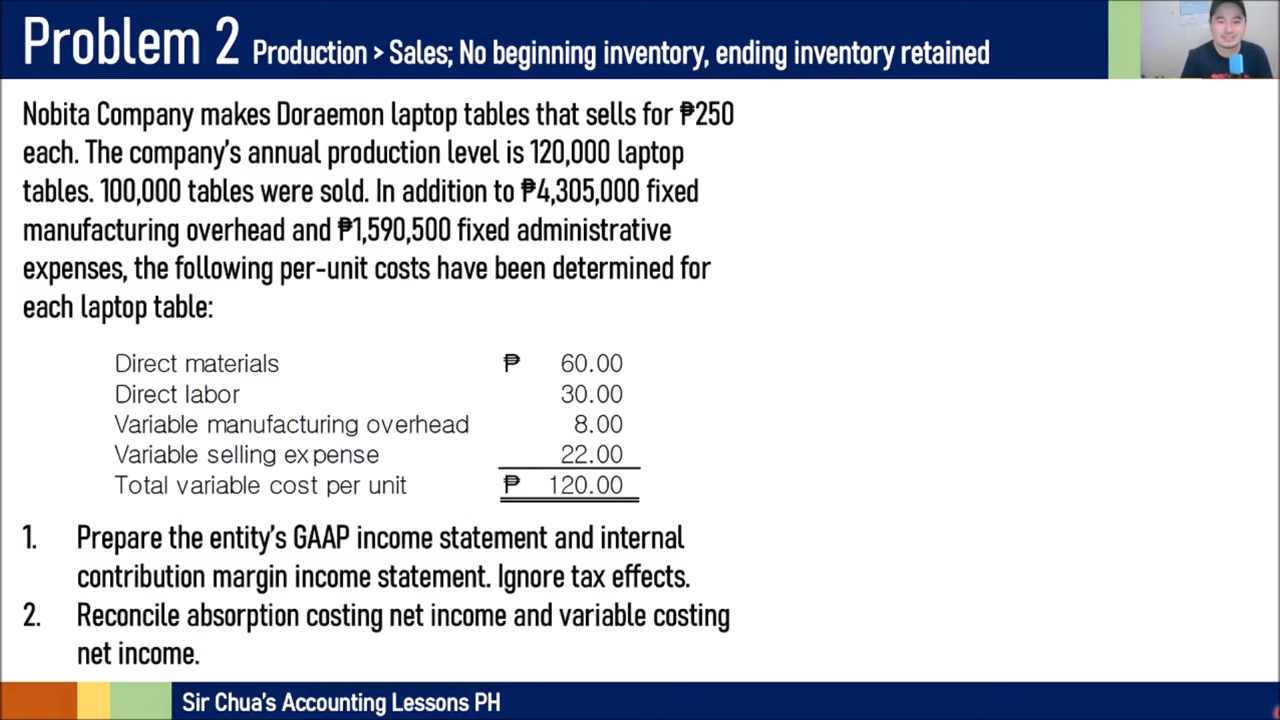 Problem 2 Production > Sales; No beginning inventory, ending inventory retained
Nobita Company makes Doraemon laptop tables that sells for ₱250
each. The company's annual production level is 120,000 laptop
tables. 100,000 tables were sold. In addition to ₱4,305,000 fixed
manufacturing overhead and ₱1,590,500 fixed administrative
expenses, the following per-unit costs have been determined for
each laptop table:
Direct materials ₱ 60.00
Direct labor 30.00
Variable manufacturing overhead 8.00
Variable selling expense 22.00
Total variable cost per unit ₱ 120.00
1. Prepare the entity's GAAP income statement and internal
contribution margin income statement. Ignore tax effects.
2. Reconcile absorption costing net income and variable costing
net income.
Sir Chua's Accounting Lessons PH